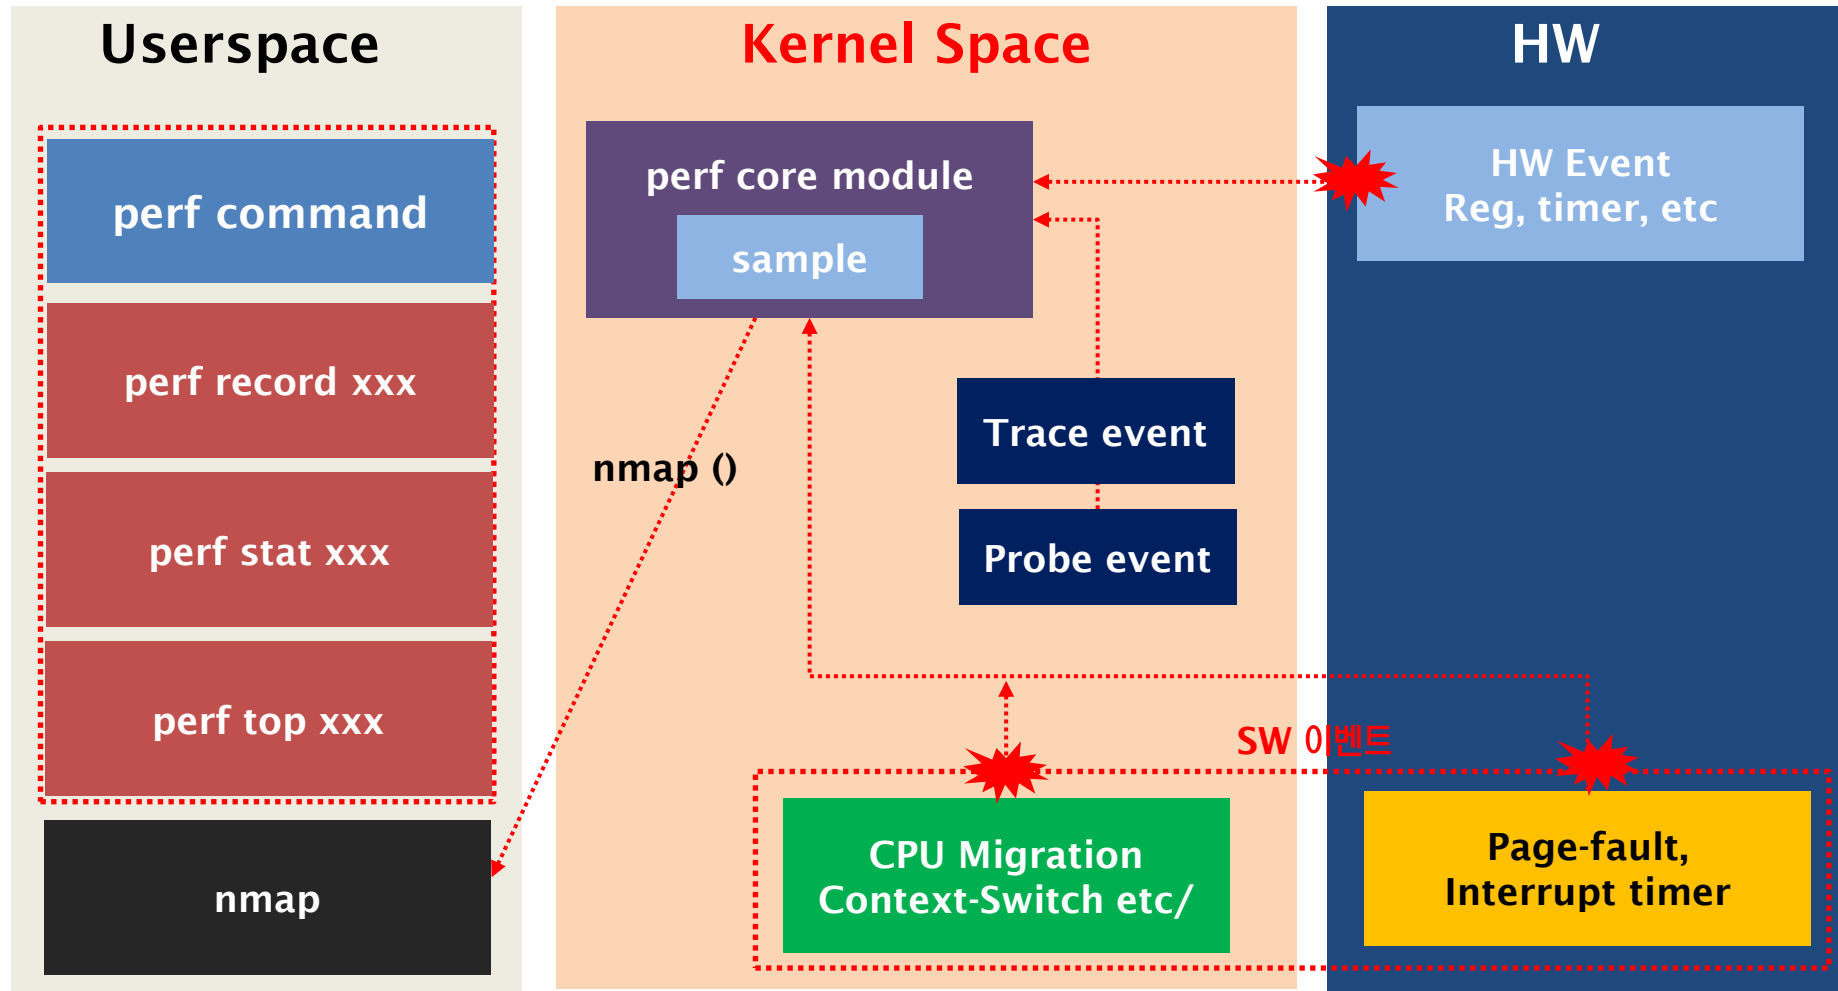 Userspace
perf command
perf record xxx
perf stat xxx
perf top xxx
nmap
Kernel Space
perf core module
sample
nmap ()
Trace event
Probe event
SW 이벤트
CPU Migration
Context-Switch etc/
HW
HW Event
Reg, timer, etc
Page-fault,
Interrupt timer